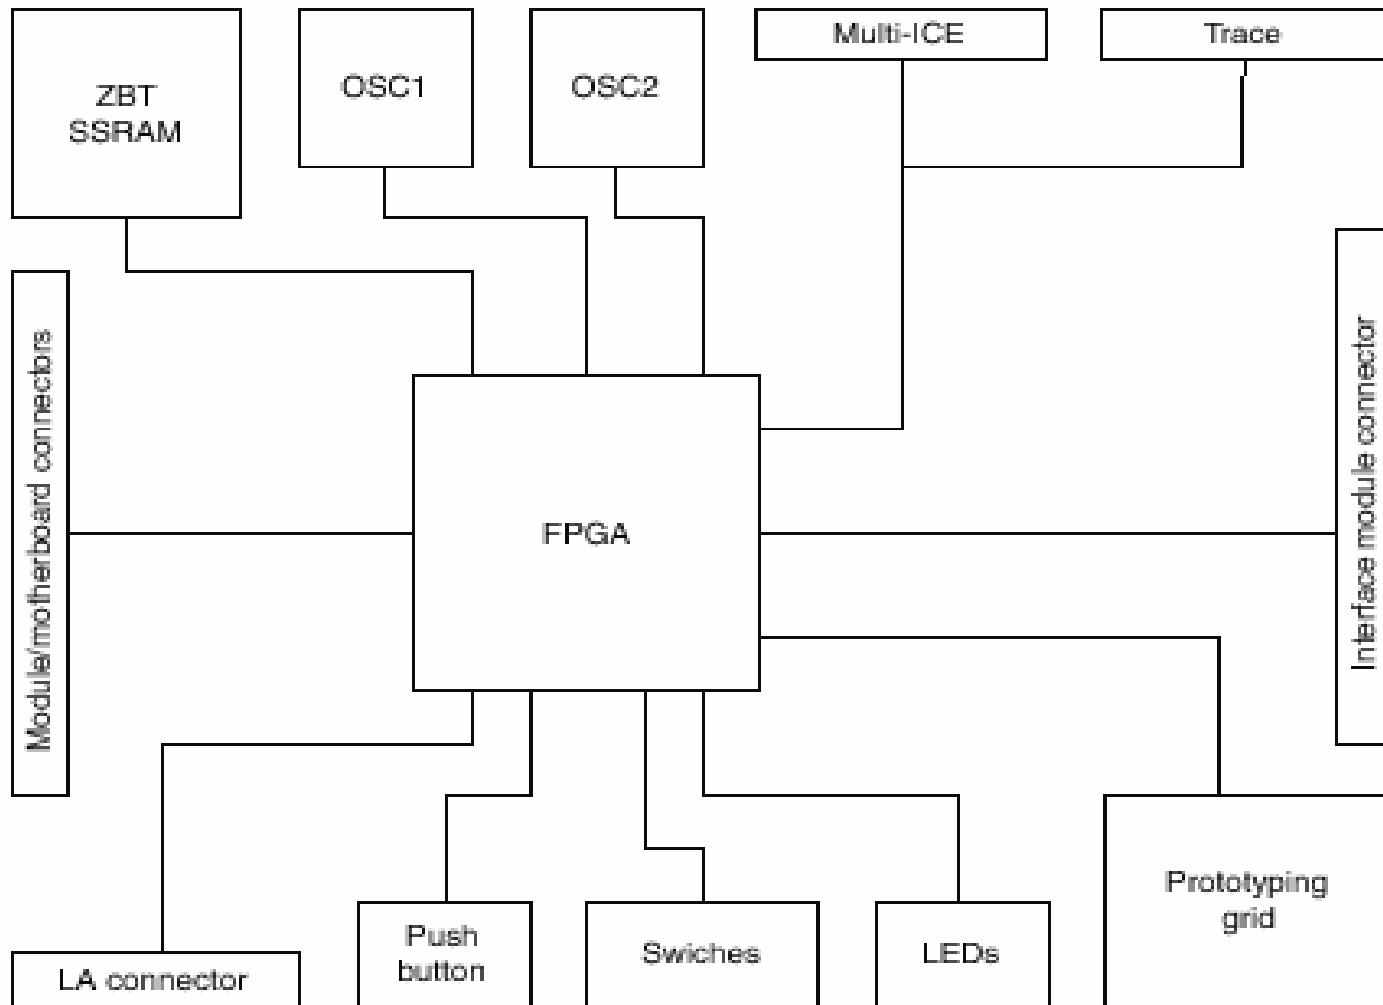 Multi-ICE
Trace
ZBT
SSRAM
OSC1
OSC2
Module/motherboard connectors
FPGA
Interface module connector
Prototyping
grid
Push
button
Swiches
LEDs
LA connector